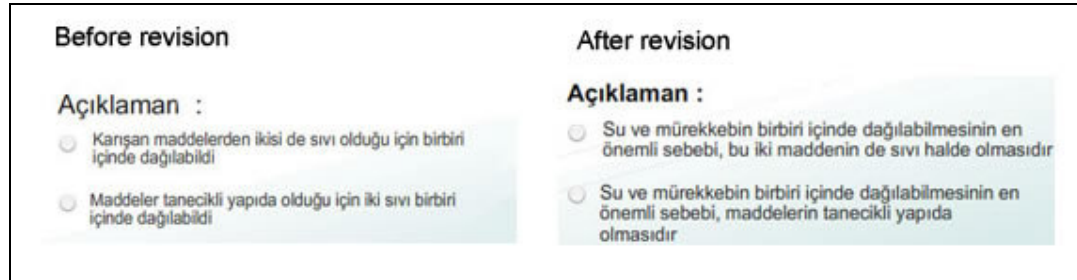 Before revision
Açıklaman :
Karışan maddelerden ikisi de sıvı olduğu için birbiri
içinde dağılabildi
Maddeler tanecikli yapıda olduğu için iki sıvı birbiri
içinde dağılabildi
After revision
Açıklaman :
Su ve mürekkebin birbiri içinde dağılabilmesinin en
önemli sebebi, bu iki maddenin de sıvı halde olmasıdır
Su ve mürekkebin birbiri içinde dağılabilmesinin en
önemli sebebi, maddelerin tanecikli yapıda
olmasıdır